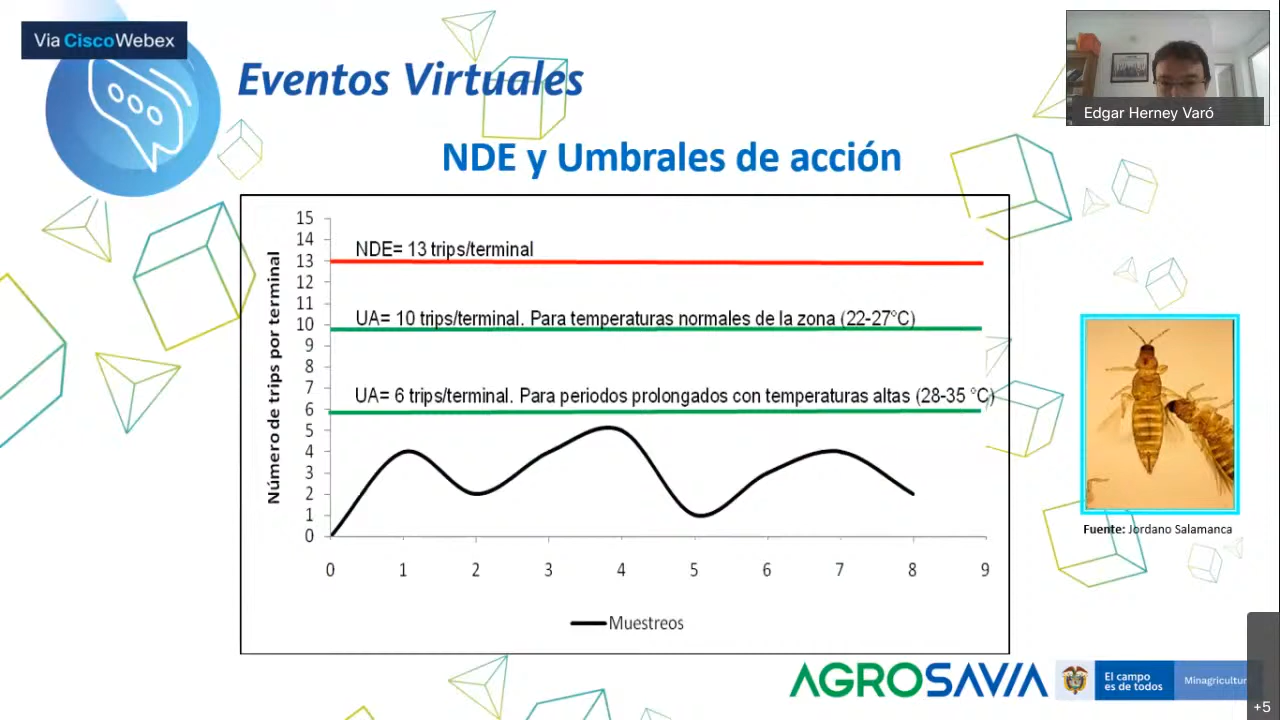 Via Cisco Webex
Eventos Virtuales
Edgar Herney Varó
NDE y Umbrales de acción
Número de trips por terminal
15
14
13
12
11
10
9
8
7
6
5
4
3
2
1
0
NDE= 13 trips/terminal
UA= 10 trips/terminal. Para temperaturas normales de la zona (22-27°C)
UA= 6 trips/terminal. Para periodos prolongados con temperaturas altas (28-35 °C)
0 1 2 3 4 5 6 7 8 9
Muestreos
Fuente: Jordano Salamanca
AGROSAVIA
El campo
es de todos
Minagricultur
+5